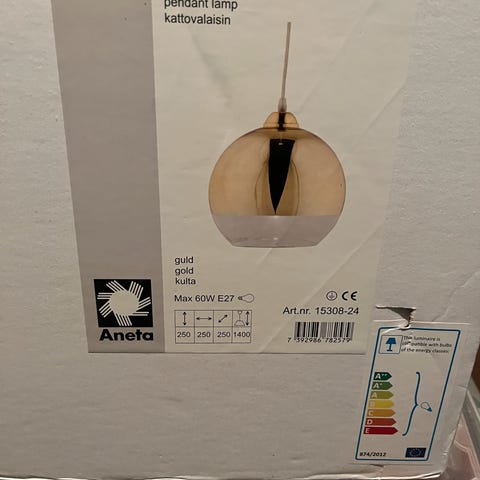 pendant lamp
kattovalaisin
guld
gold
kulta
Max 60W E27
Art.nr. 15308-24
250 250 250 1400
7 392986 782579
Aneta
This luminaire is
compatible with bulbs
of the energy classes:
A++
A+
A
B
C
D
E
874/2012